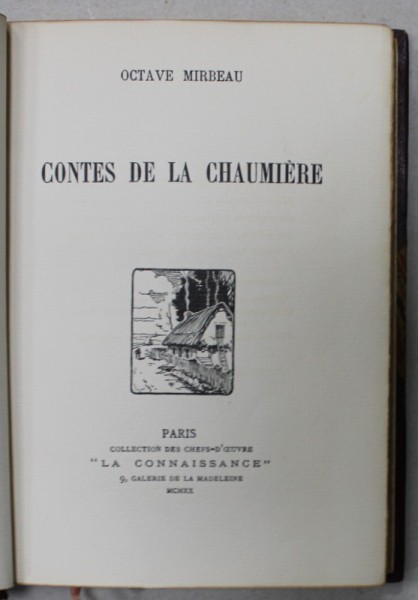 OCTAVE MIRBEAU
CONTES DE LA CHAUMIÈRE
PARIS
COLLECTION DES CHEFS-D'ŒUVRE
"LA CONNAISSANCE"
9, GALERIE DE LA MADELEINE
MCMXX